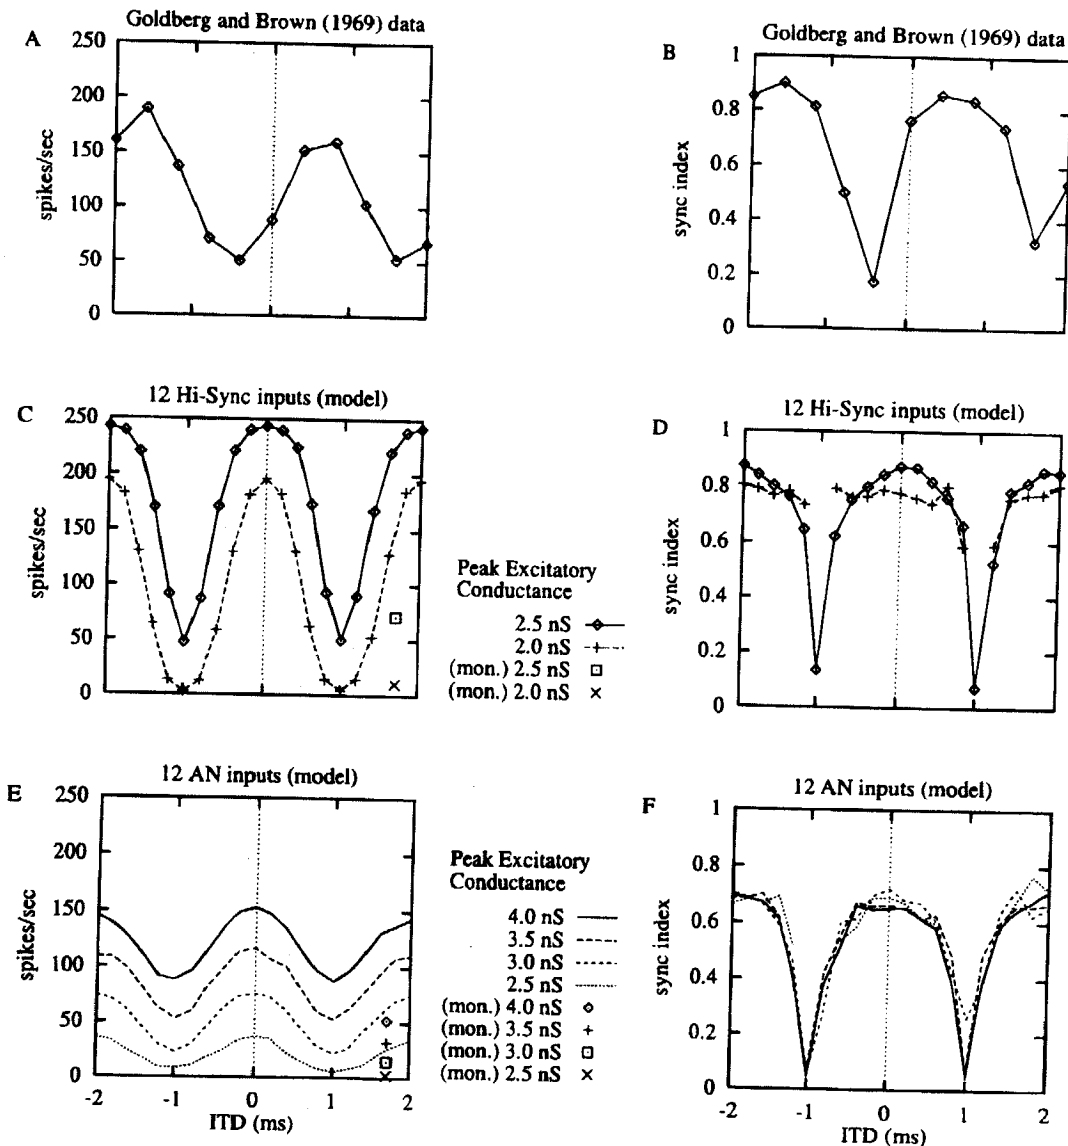 A
Goldberg and Brown (1969) data
250
200
150
100
50
0
spikes/sec
B
Goldberg and Brown (1969) data
1
0.8
0.6
0.4
0.2
0
sync index
C
12 Hi-Sync inputs (model)
250
200
150
100
50
0
spikes/sec
Peak Excitatory
Conductance
2.5 nS
2.0 nS
(mon.) 2.5 nS
(mon.) 2.0 nS
D
12 Hi-Sync inputs (model)
1
0.8
0.6
0.4
0.2
0
sync index
E
12 AN inputs (model)
250
200
150
100
50
0
spikes/sec
-2 -1 0 1 2
ITD (ms)
Peak Excitatory
Conductance
4.0 nS
3.5 nS
3.0 nS
2.5 nS
(mon.) 4.0 nS
(mon.) 3.5 nS
(mon.) 3.0 nS
(mon.) 2.5 nS
F
12 AN inputs (model)
1
0.8
0.6
0.4
0.2
0
sync index
-2 -1 0 1 2
ITD (ms)